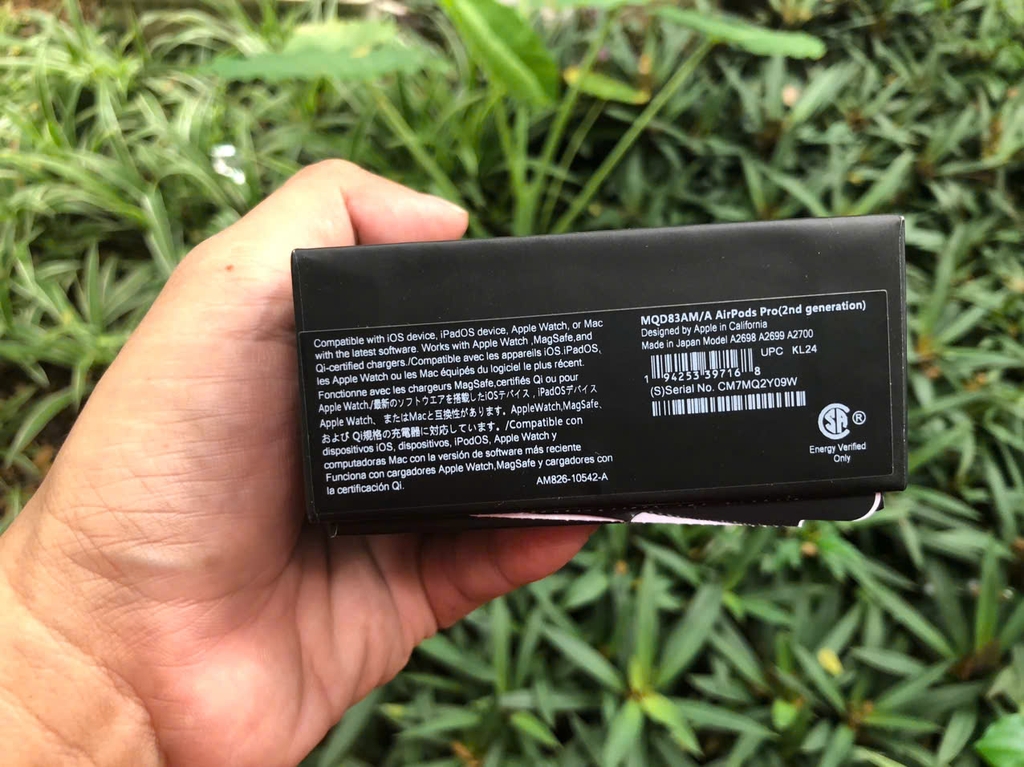 Compatible with iOS device, iPadOS device, Apple Watch, or Mac
with the latest software. Works with Apple Watch ,MagSafe,and
Qi-certified chargers./Compatible avec les appareils iOS.iPadOS,
les Apple Watch ou les Mac équipés du logiciel le plus récent.
Fonctionne avec les chargeurs MagSafe,certifiés Qi ou pour
Apple Watch/最新のソフトウエアを搭載したiOSデバイス , iPadOSデバイス
Apple Watch、またはMacと互換性があります。AppleWatch,MagSafe、
および Qi規格の充電器に対応しています。/Compatible con
dispositivos iOS, dispositivos, iPodOS, Apple Watch y
computadoras Mac con la versión de software más reciente
Funciona con cargadores Apple Watch,MagSafe y cargadores con
la certificación Qi.
AM826-10542-A
MQD83AM/A AirPods Pro(2nd generation)
Designed by Apple in California
Made in Japan Model A2698 A2699 A2700
UPC KL24
1 94253 39716 8
(S)Serial No. CM7MQ2Y09W
SA ®
Energy Verified
Only